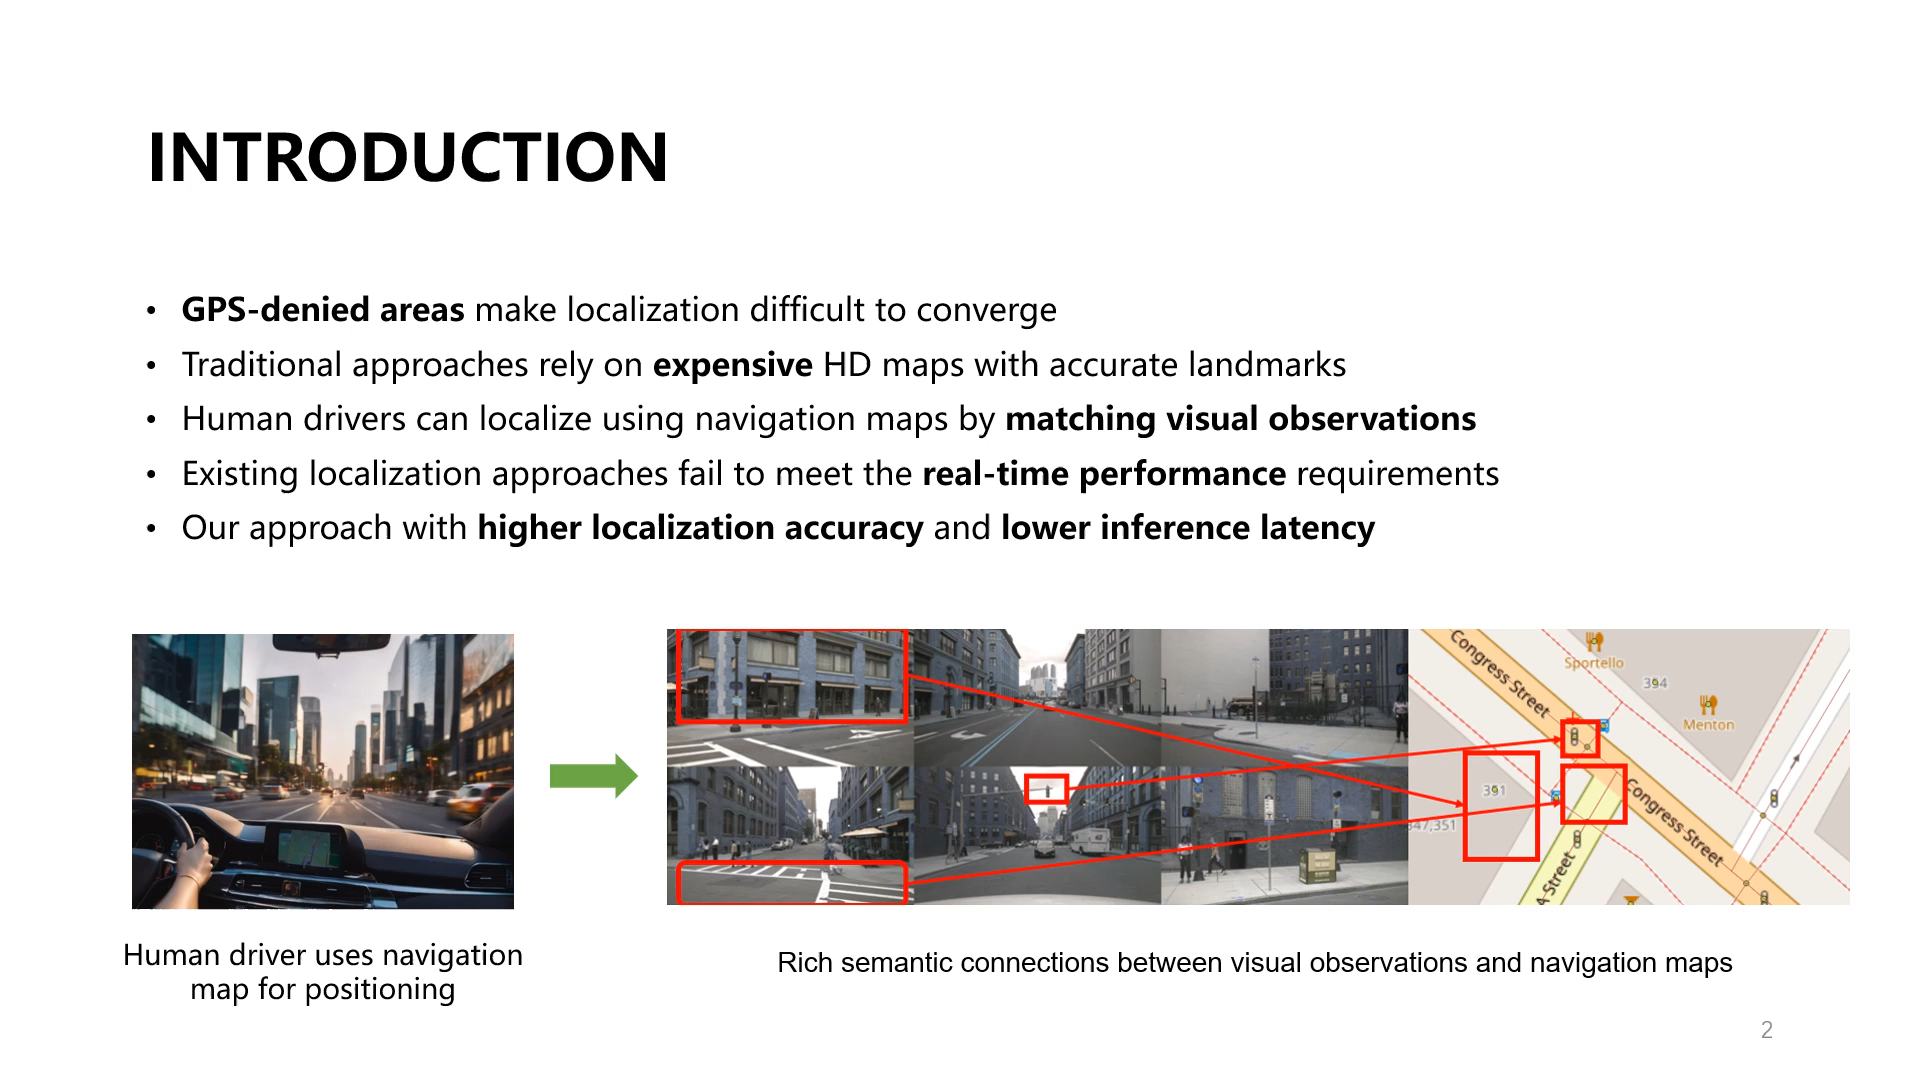 INTRODUCTION
• GPS-denied areas make localization difficult to converge
• Traditional approaches rely on expensive HD maps with accurate landmarks
• Human drivers can localize using navigation maps by matching visual observations
• Existing localization approaches fail to meet the real-time performance requirements
• Our approach with higher localization accuracy and lower inference latency
Congress Street
Sportello
394
Menton
391
347,351
Congress Street
A Street
Human driver uses navigation
map for positioning
Rich semantic connections between visual observations and navigation maps
2